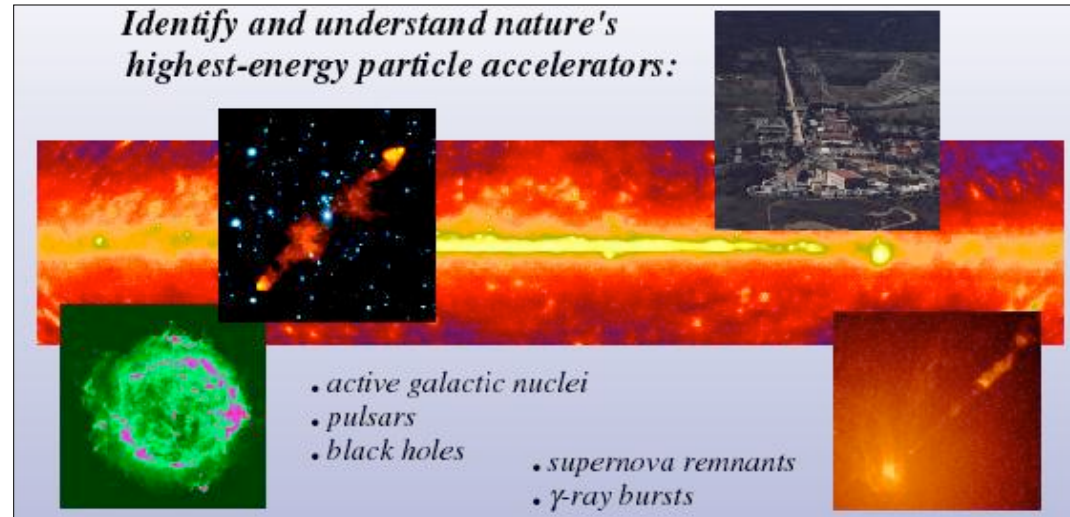 Identify and understand nature's
highest-energy particle accelerators:
. active galactic nuclei
. pulsars
. black holes
. supernova remnants
. γ-ray bursts